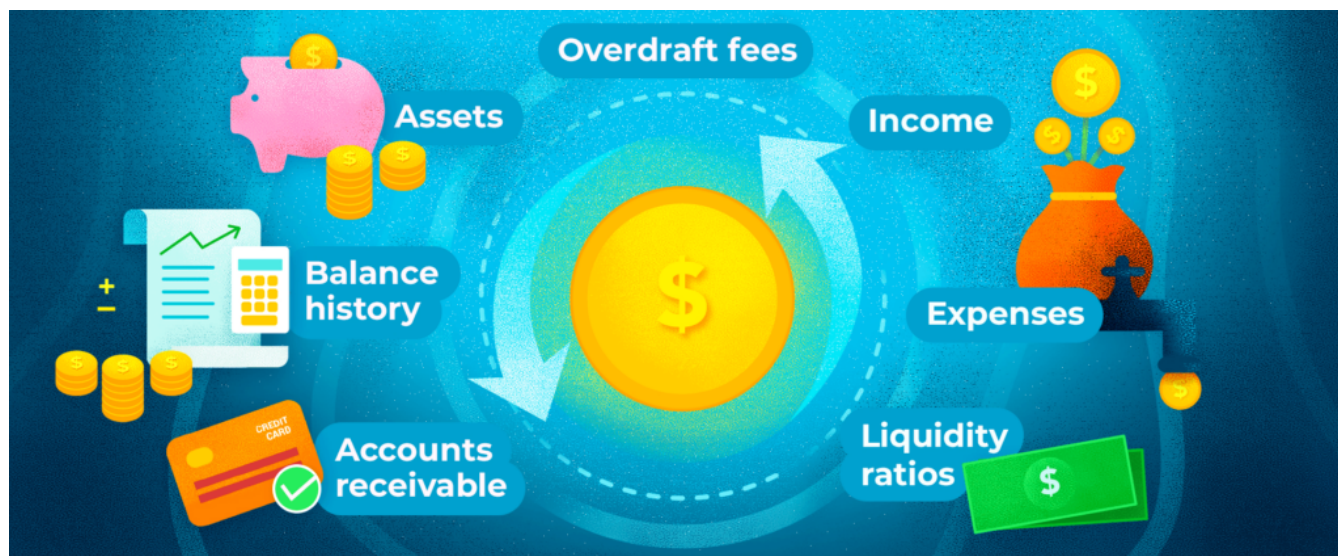 Overdraft fees
Assets
Income
Balance
history
Expenses
Accounts
receivable
Liquidity
ratios
CREDIT
CARD
$
$
$
$
$
$
$
$
$
$
$
$
+
−